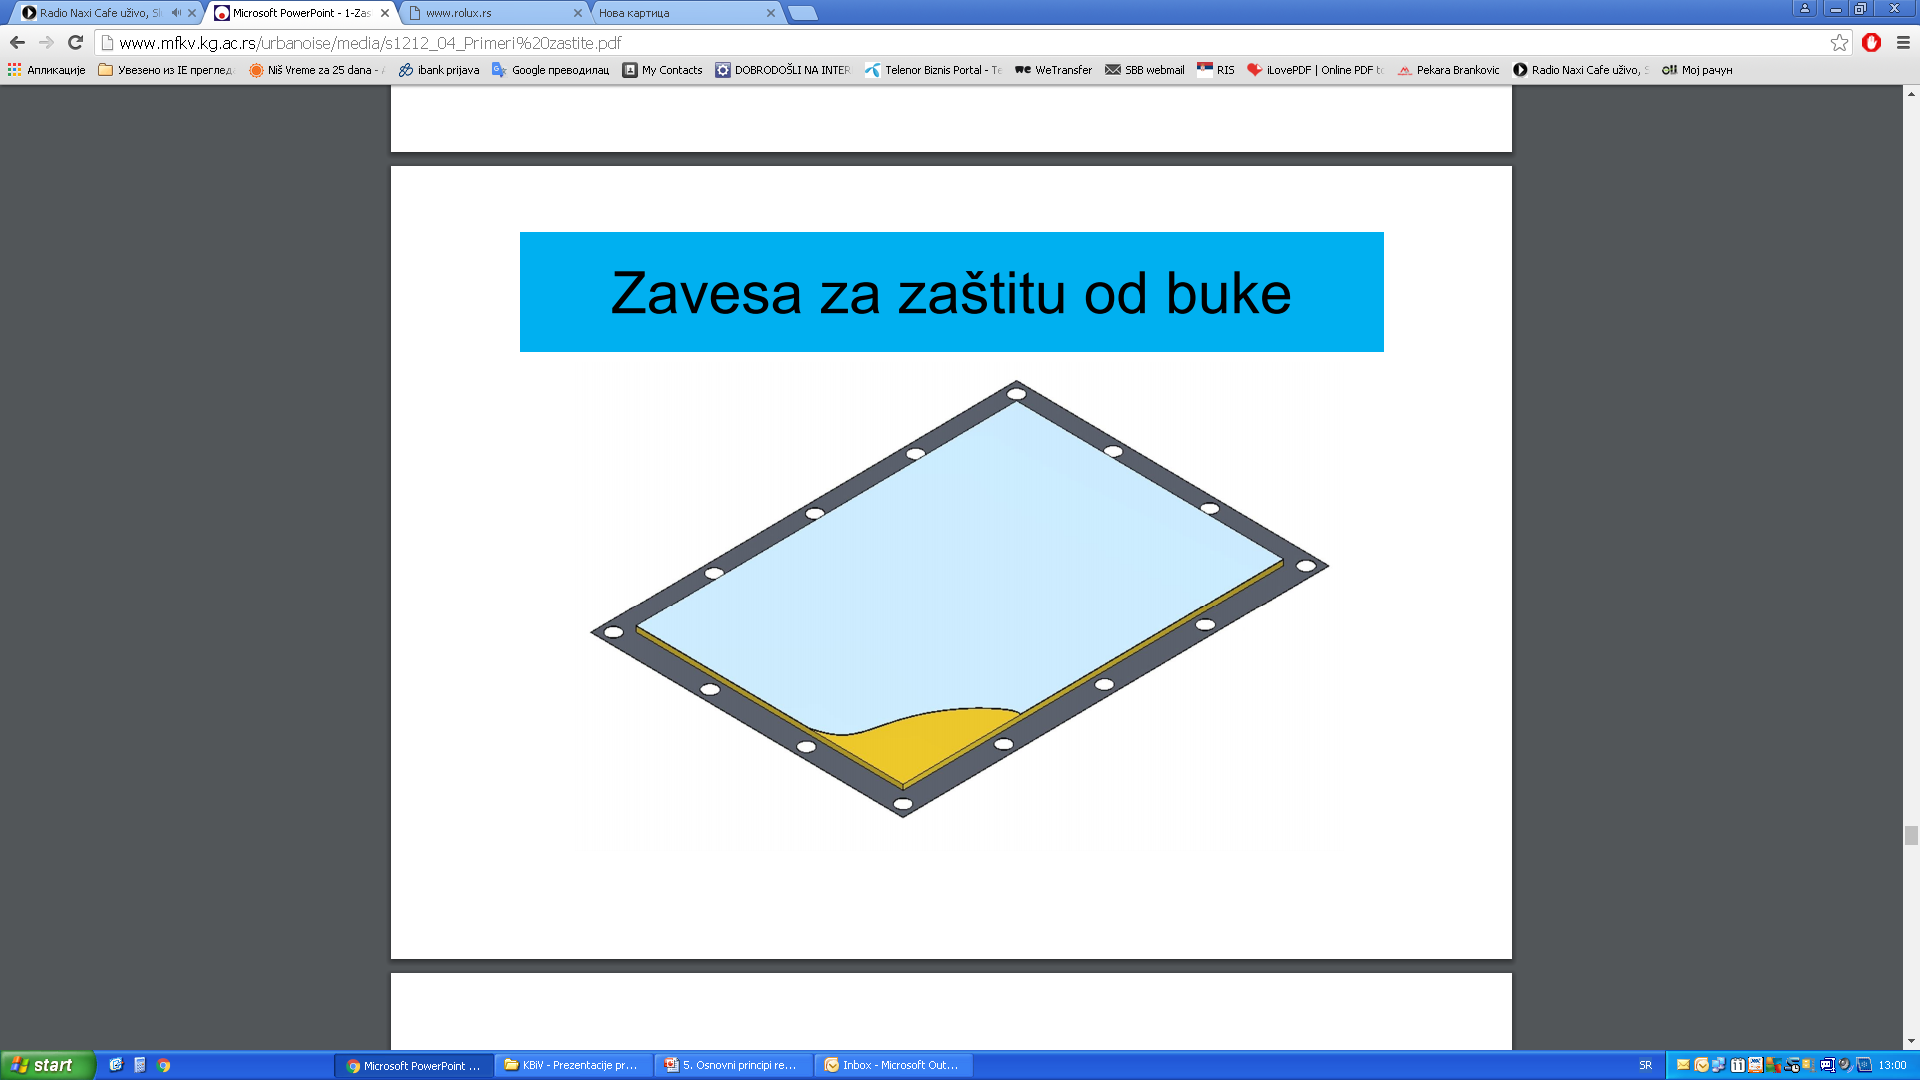 Radio Naxi Cafe uživo, Sl
Microsoft PowerPoint - 1-Zas
www.rolux.rs
Нова картица
www.mfkv.kg.ac.rs/urbanoise/media/s1212_04_Primeri%20zastite.pdf
Апликације
Увезено из IE преглед
Niš Vreme za 25 dana -
ibank prijava
Google преводилац
My Contacts
DOBRODOŠLI NA INTER
Telenor Biznis Portal - Te
WeTransfer
SBB webmail
RIS
iLovePDF | Online PDF to
Pekara Brankovic
Radio Naxi Cafe uživo, S
Мој рачун
Zavesa za zaštitu od buke
start
Microsoft PowerPoint ...
KBiV - Prezentacije pr...
5. Osnovni principi re...
Inbox - Microsoft Out...
SR
13:00